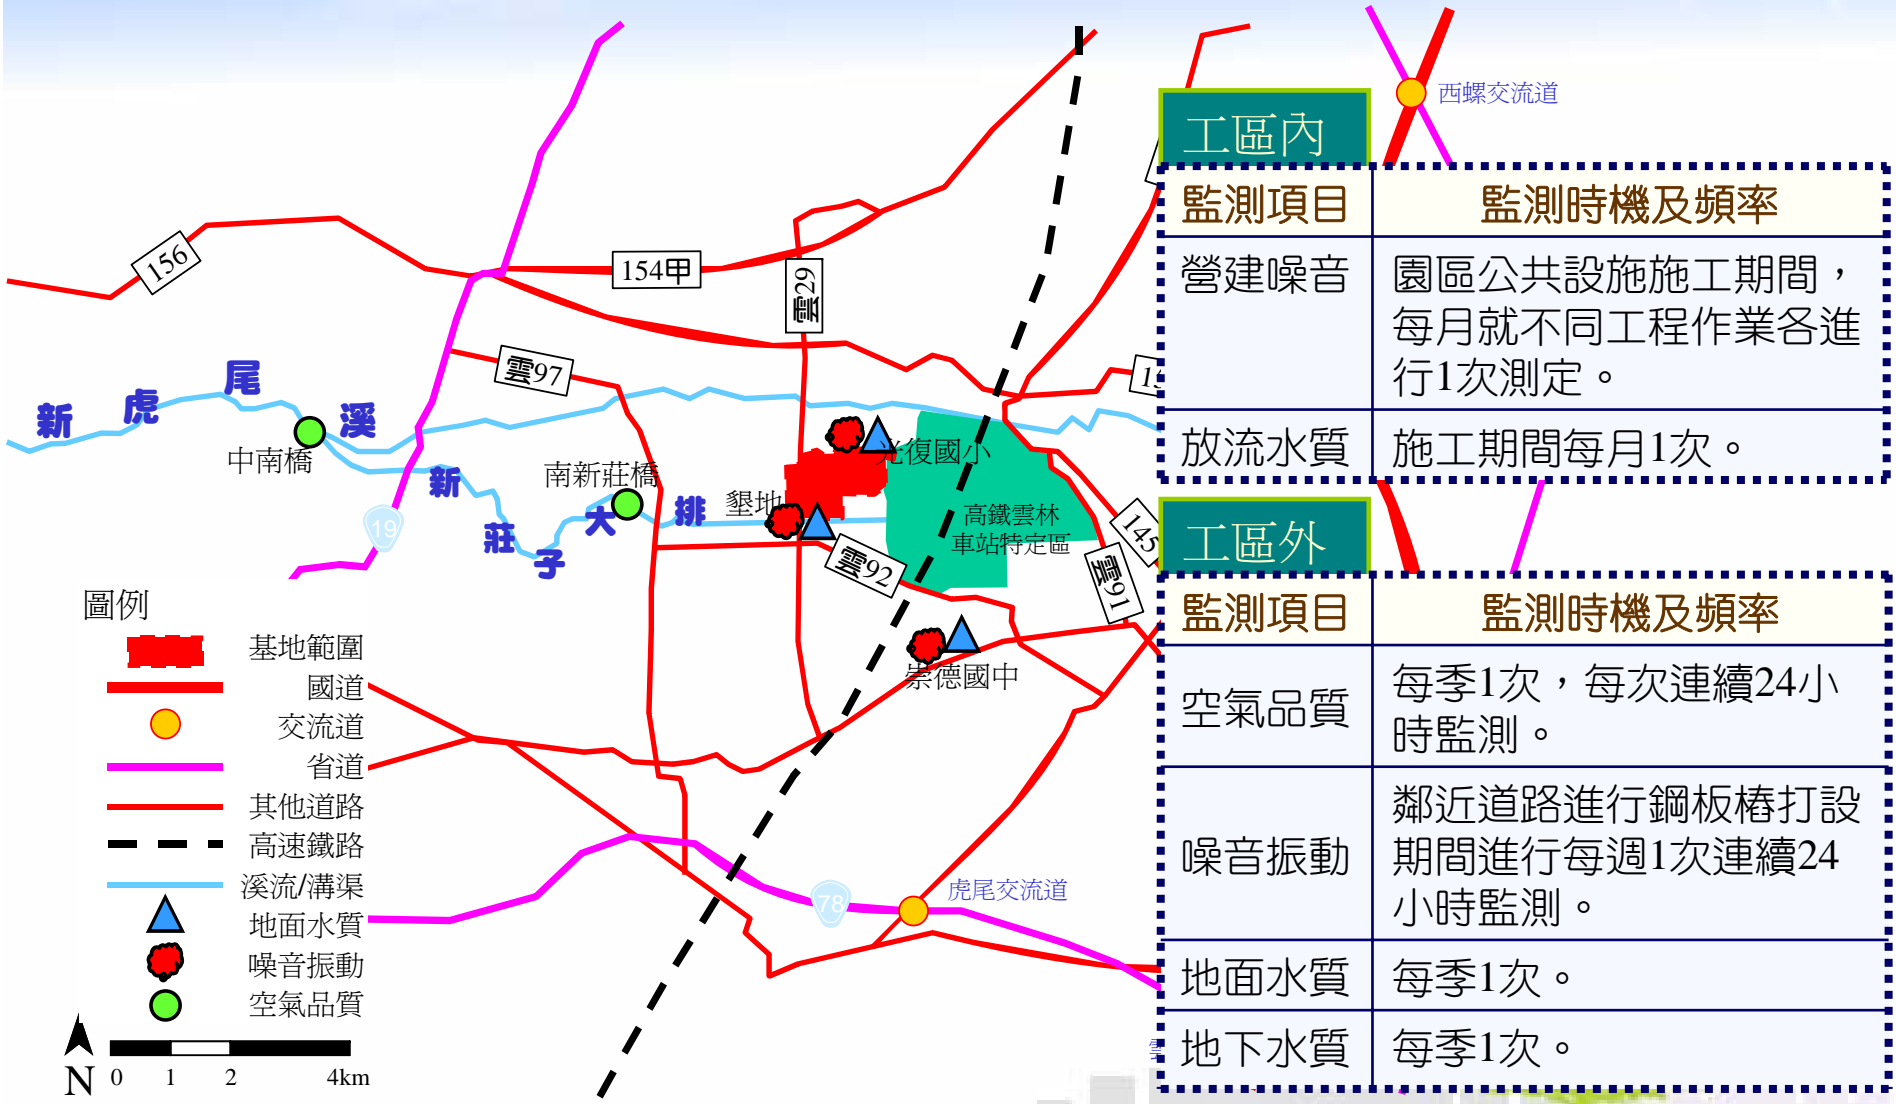 西螺交流道
工區內
監測項目 監測時機及頻率
營建噪音 園區公共設施施工期間，
每月就不同工程作業各進
行1次測定。
放流水質 施工期間每月1次。
工區外
監測項目 監測時機及頻率
空氣品質 每季1次，每次連續24小
時監測。
噪音振動 鄰近道路進行鋼板樁打設
期間進行每週1次連續24
小時監測。
地面水質 每季1次。
地下水質 每季1次。
156
154甲
雲29
雲97
新虎尾溪
中南橋
南新莊橋
新莊子大排
墾地
光復國小
高鐵雲林
車站特定區
19
雲92
145
雲91
崇德國中
虎尾交流道
78
圖例
基地範圍
國道
交流道
省道
其他道路
高速鐵路
溪流/溝渠
地面水質
噪音振動
空氣品質
N 0 1 2 4km